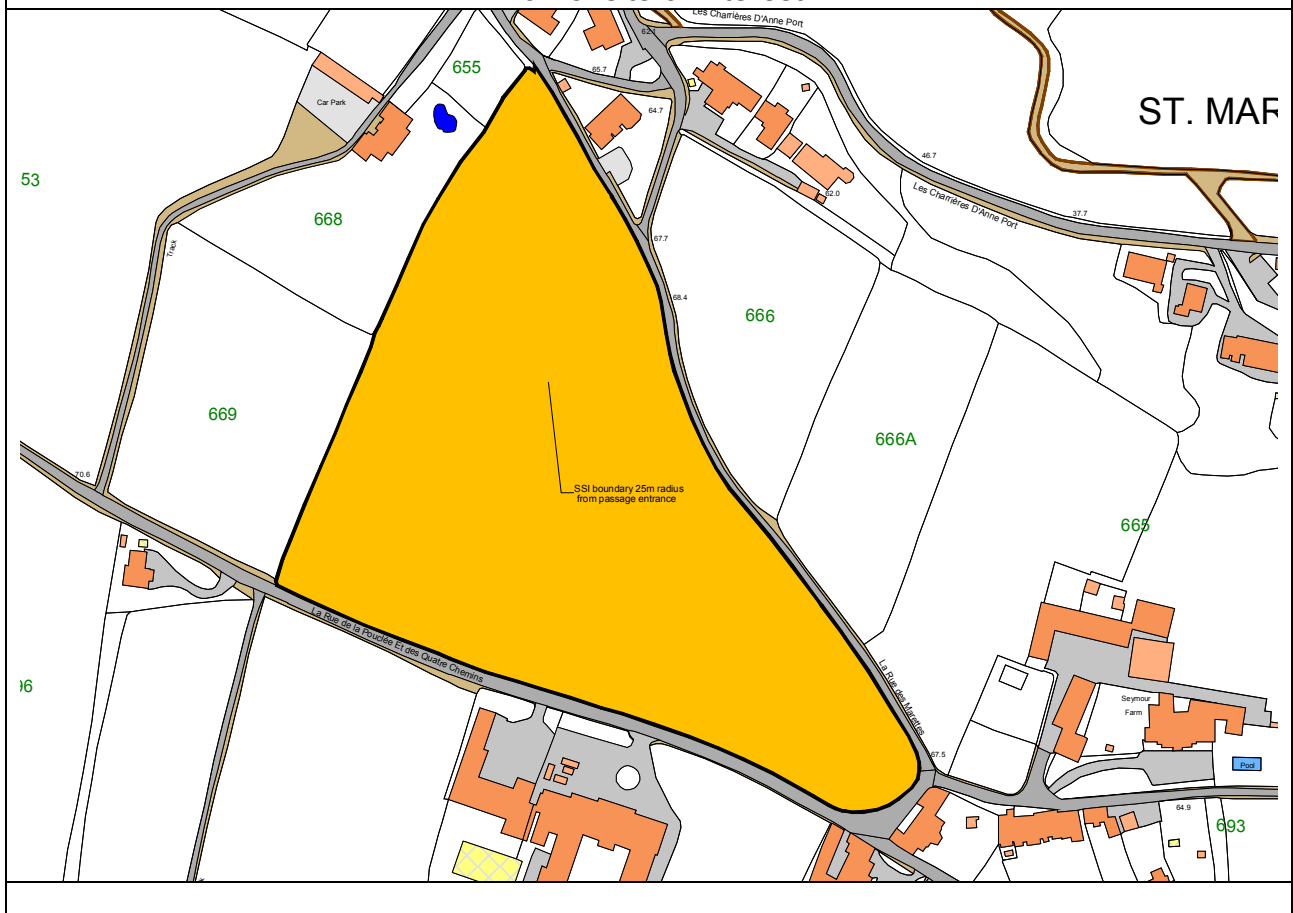 Les Charrières D'Anne Port
62.1
655
65.7
Car Park
64.7
ST. MAR
46.7
53
62.0
Les Charrières D'Anne Port
37.7
668
67.7
Track
68.4
666
669
666A
70.6
SSI boundary 25m radius
from passage entrance
665
La Rue de la Pouclée Et des Quatre Chemins
La Rue des Marettes
96
Seymour
Farm
67.5
Pool
64.9
693